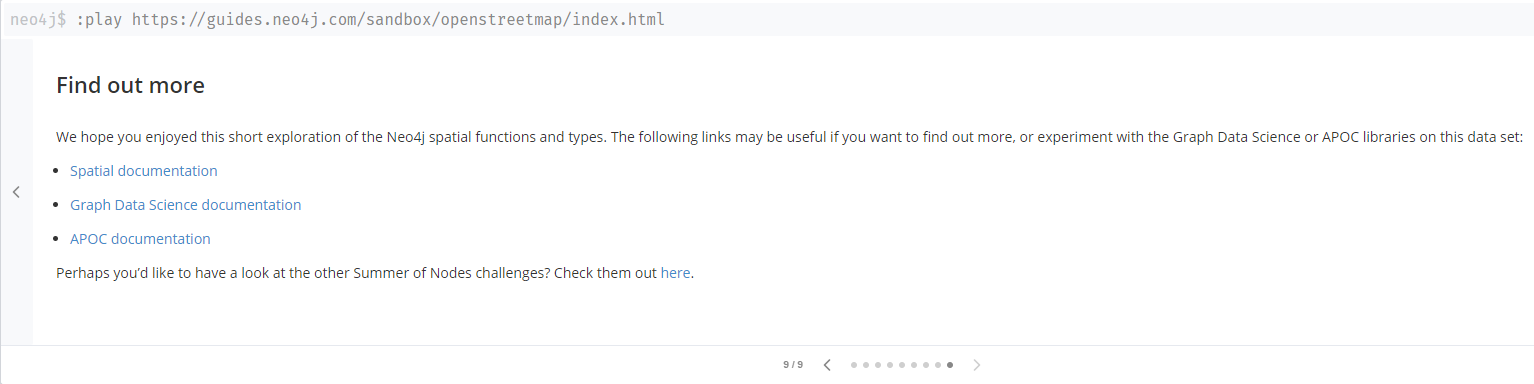 neo4j$ :play https://guides.neo4j.com/sandbox/openstreetmap/index.html
Find out more
We hope you enjoyed this short exploration of the Neo4j spatial functions and types. The following links may be useful if you want to find out more, or experiment with the Graph Data Science or APOC libraries on this data set:
Spatial documentation
Graph Data Science documentation
APOC documentation
Perhaps you’d like to have a look at the other Summer of Nodes challenges? Check them out here.
9 / 9